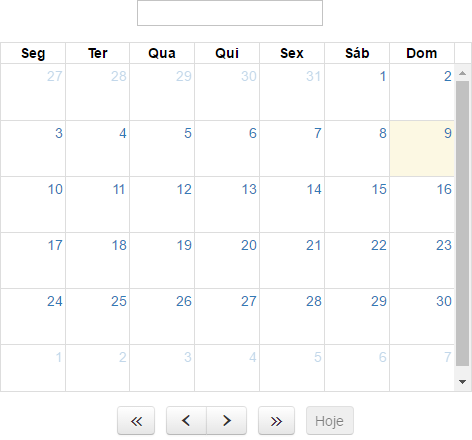 Seg Ter Qua Qui Sex Sáb Dom
27 28 29 30 31 1 2
3 4 5 6 7 8 9
10 11 12 13 14 15 16
17 18 19 20 21 22 23
24 25 26 27 28 29 30
1 2 3 4 5 6 7
« < > » Hoje